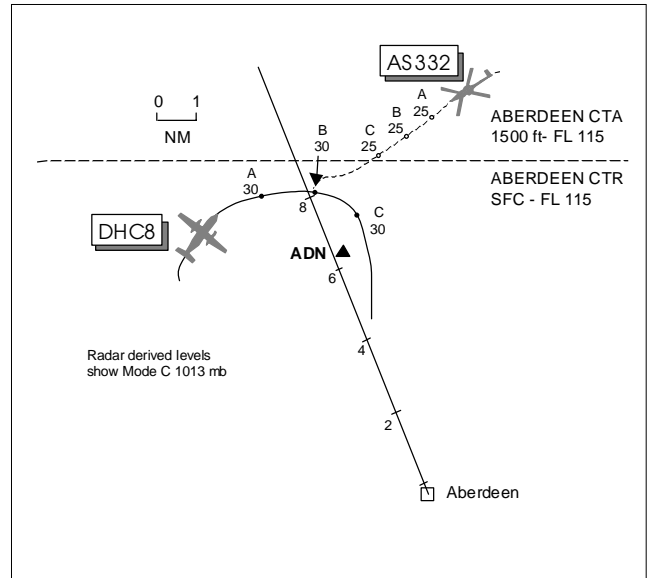 AS332
0 1
NM
A
25
B
25
C
25
ABERDEEN CTA
1500 ft- FL 115
B
30
A
30
ABERDEEN CTR
SFC - FL 115
8
C
30
DHC8
ADN
6
4
Radar derived levels
show Mode C 1013 mb
2
Aberdeen